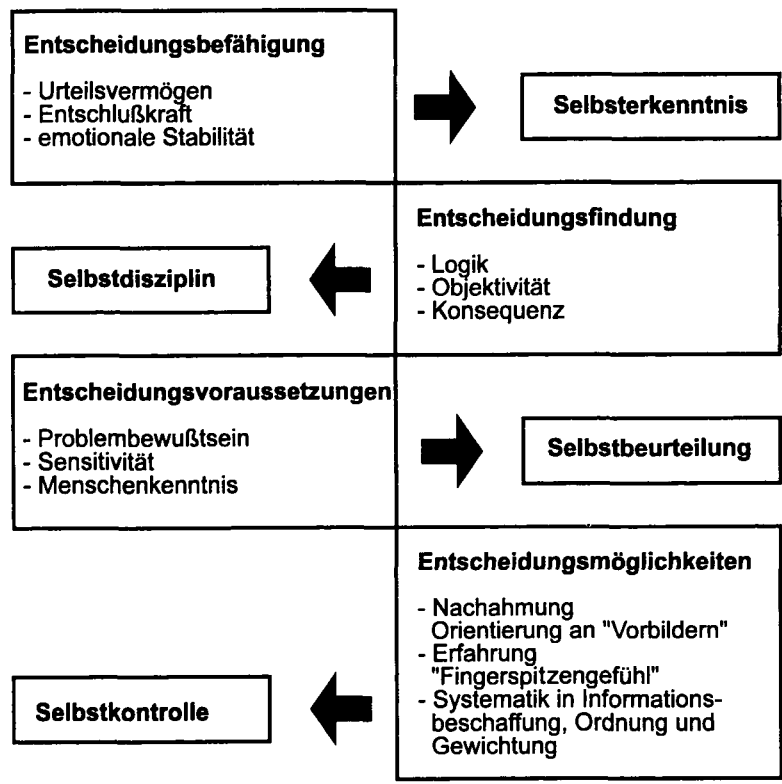 Entscheidungsbefähigung
- Urteilsvermögen
- Entschlußkraft
- emotionale Stabilität
Selbsterkenntnis
Entscheidungsfindung
- Logik
- Objektivität
- Konsequenz
Selbstdisziplin
Entscheidungsvoraussetzungen
- Problembewußtsein
- Sensitivität
- Menschenkenntnis
Selbstbeurteilung
Entscheidungsmöglichkeiten
- Nachahmung
Orientierung an "Vorbildern"
- Erfahrung
"Fingerspitzengefühl"
- Systematik in Informations-
beschaffung, Ordnung und
Gewichtung
Selbstkontrolle